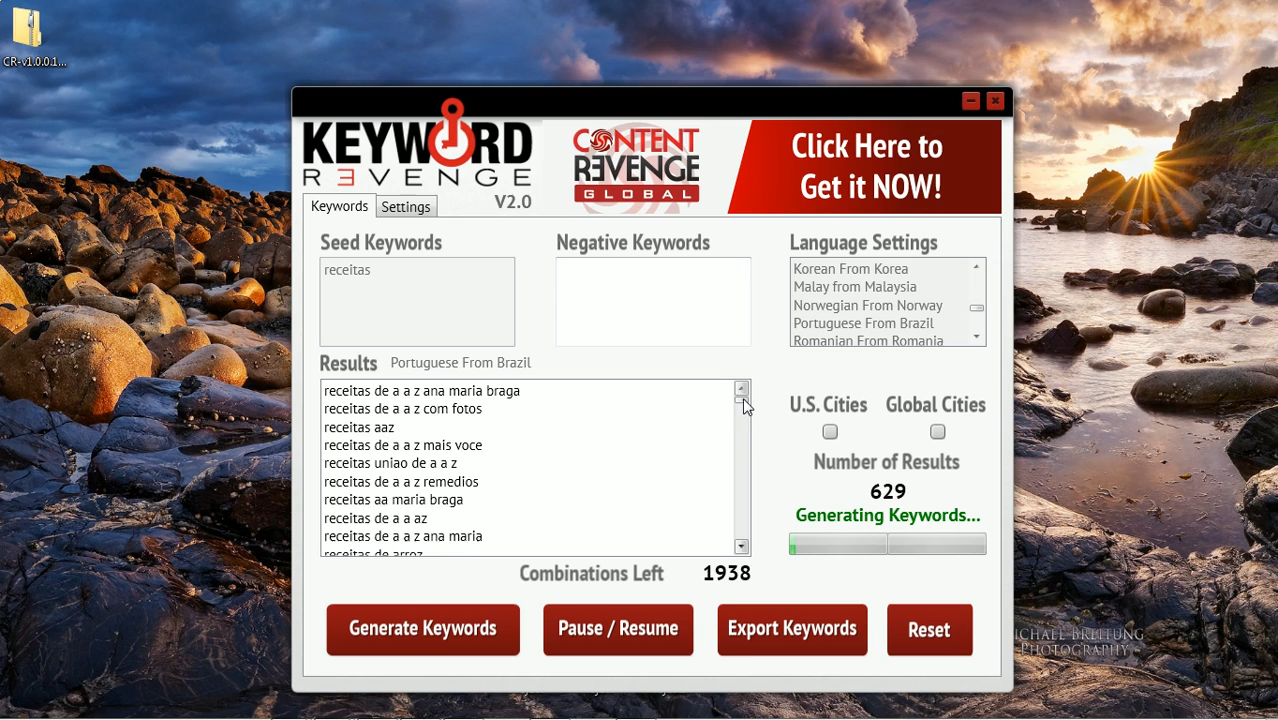 CR-v1.0.0.1...
KEYWORD
REVENGE
V2.0
CONTENT
REVENGE
GLOBAL
Click Here to
Get it NOW!
Keywords
Settings
Seed Keywords
Negative Keywords
Language Settings
receitas
Korean From Korea
Malay from Malaysia
Norwegian From Norway
Portuguese From Brazil
Romanian From Romania
Results Portuguese From Brazil
receitas de a a z ana maria braga
receitas de a a z com fotos
receitas aaz
receitas de a a z mais voce
receitas uniao de a a z
receitas de a a z remedios
receitas aa maria braga
receitas de a a az
receitas de a a z ana maria
receitas de arroz
U.S. Cities
Global Cities
Number of Results
629
Generating Keywords...
Combinations Left 1938
Generate Keywords
Pause / Resume
Export Keywords
Reset
BREITUNG
PHOTOGRAPHY